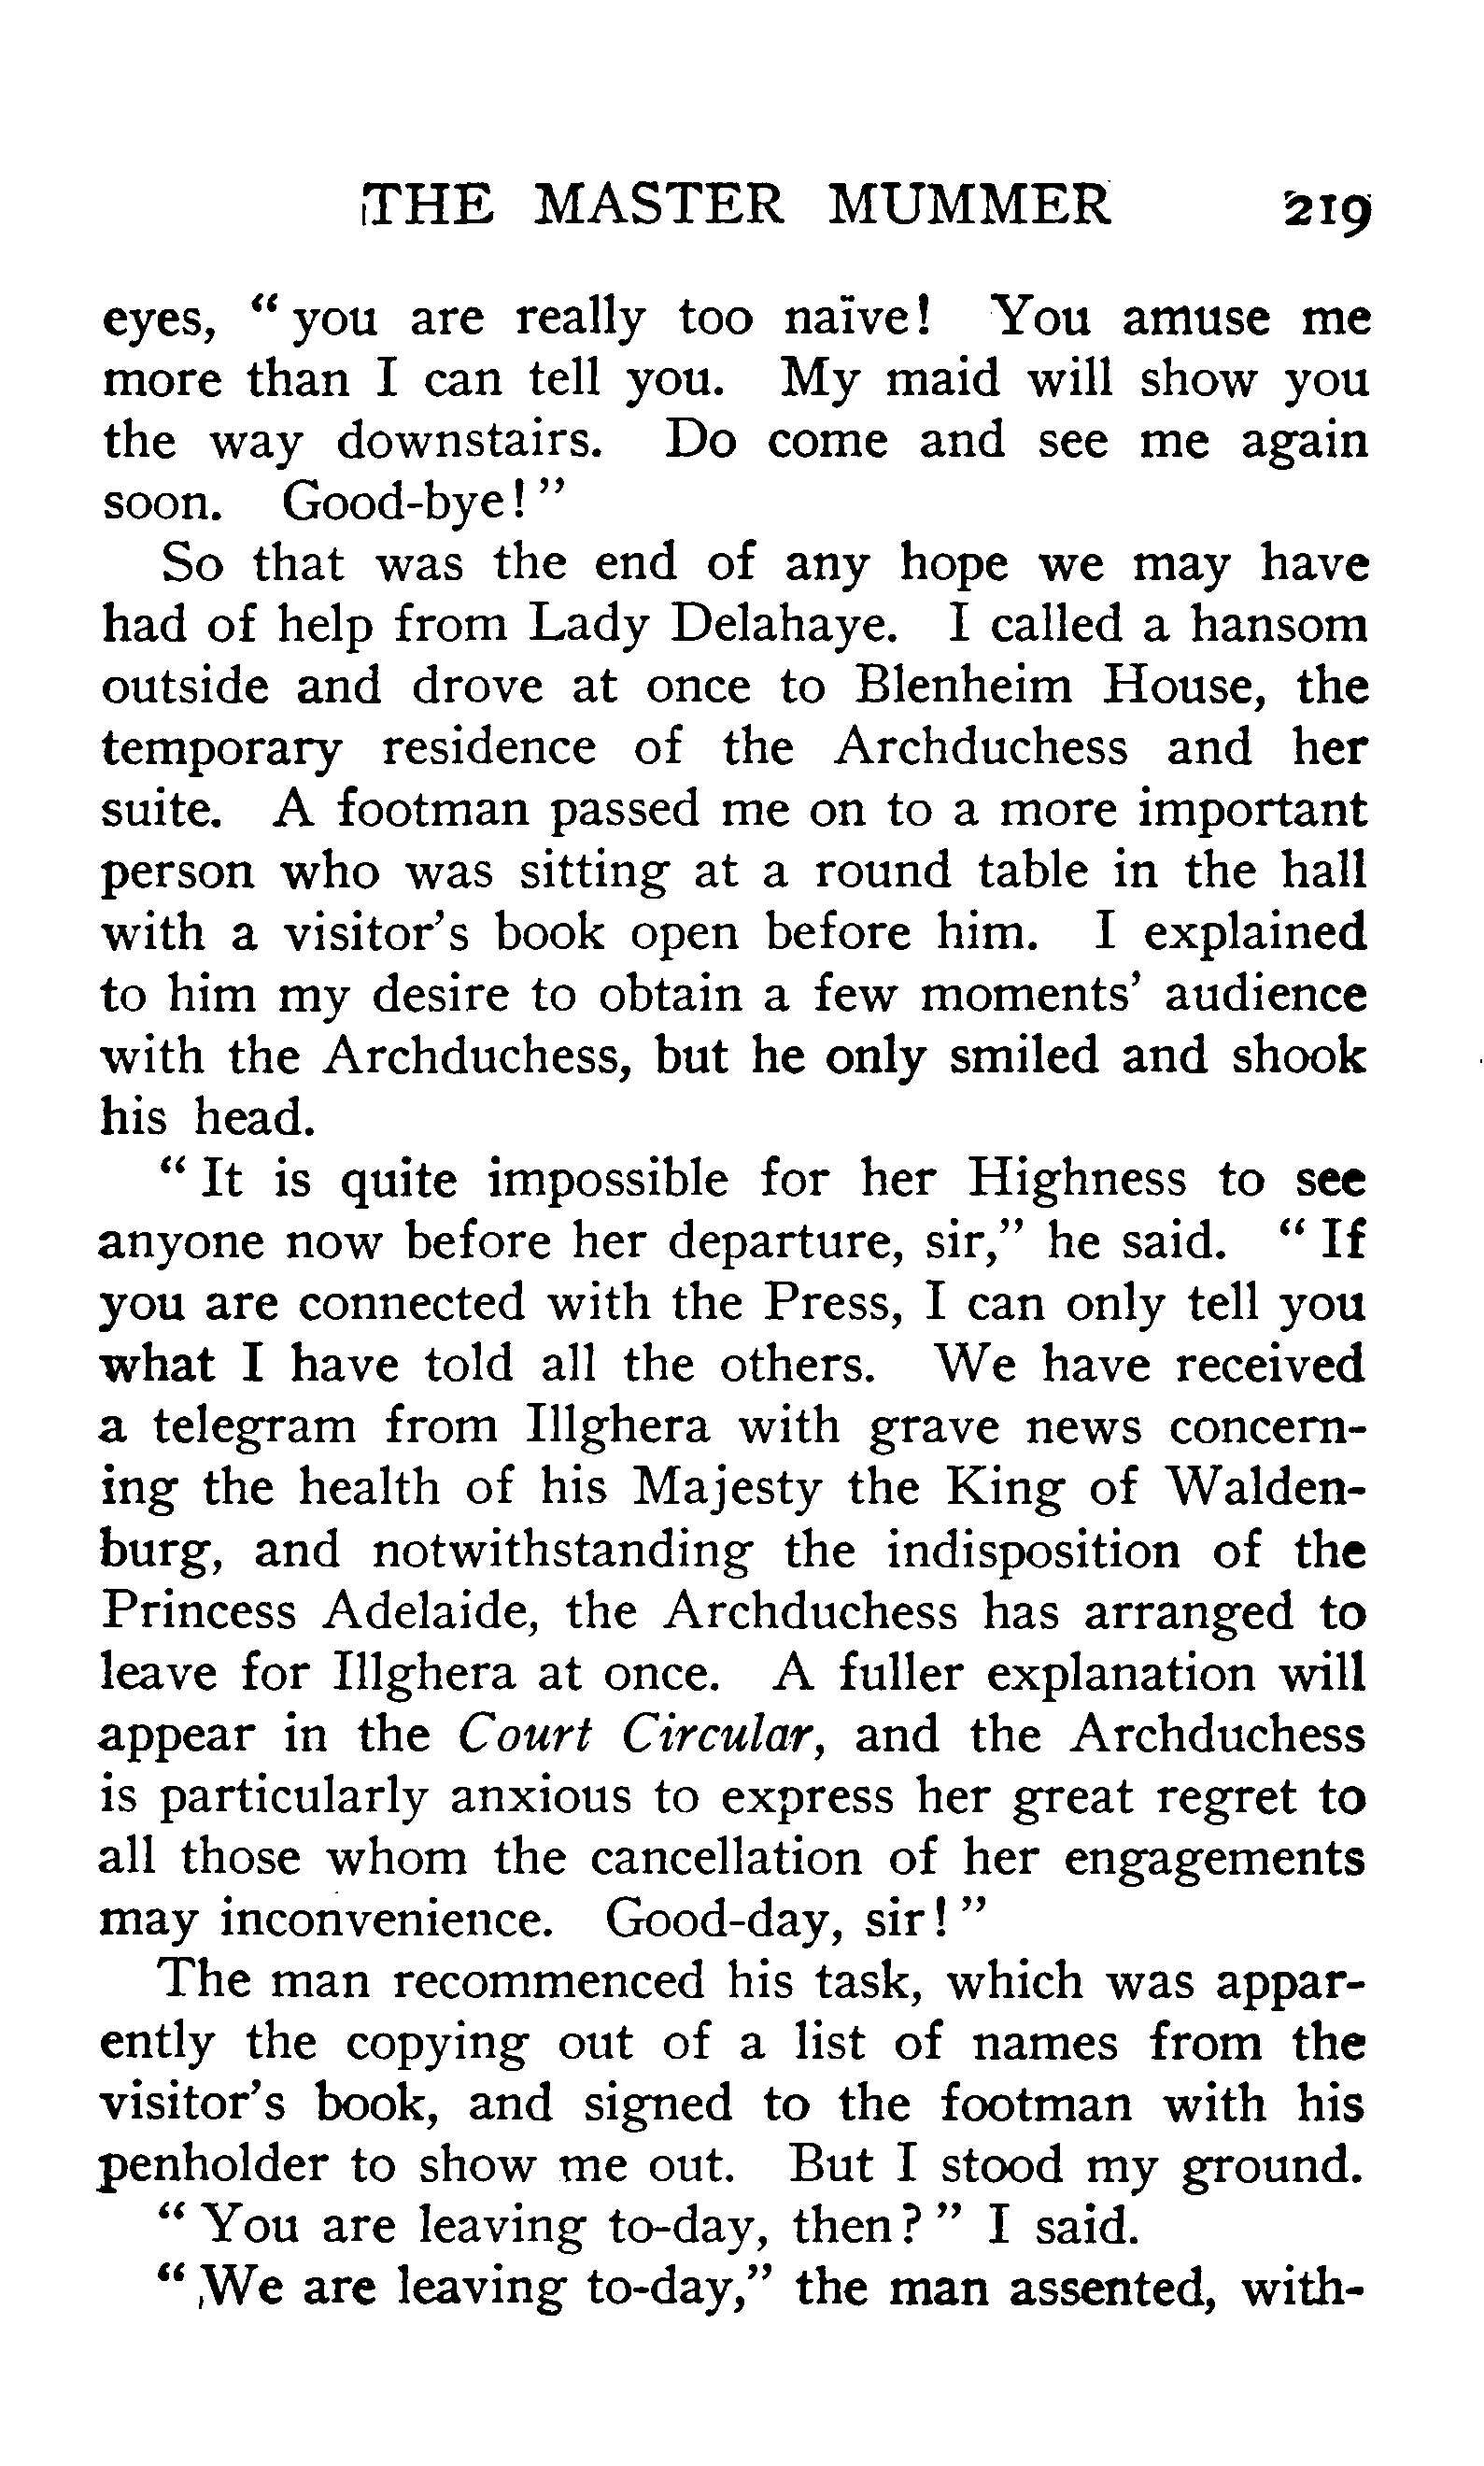 THE MASTER MUMMER 219
eyes, “ you are really too naïve! You amuse me
more than I can tell you. My maid will show you
the way downstairs. Do come and see me again
soon. Good-bye! ”
So that was the end of any hope we may have
had of help from Lady Delahaye. I called a hansom
outside and drove at once to Blenheim House, the
temporary residence of the Archduchess and her
suite. A footman passed me on to a more important
person who was sitting at a round table in the hall
with a visitor’s book open before him. I explained
to him my desire to obtain a few moments’ audience
with the Archduchess, but he only smiled and shook
his head.
“ It is quite impossible for her Highness to see
anyone now before her departure, sir,” he said. “ If
you are connected with the Press, I can only tell you
what I have told all the others. We have received
a telegram from Illghera with grave news concern-
ing the health of his Majesty the King of Walden-
burg, and notwithstanding the indisposition of the
Princess Adelaide, the Archduchess has arranged to
leave for Illghera at once. A fuller explanation will
appear in the Court Circular, and the Archduchess
is particularly anxious to express her great regret to
all those whom the cancellation of her engagements
may inconvenience. Good-day, sir! ”
The man recommenced his task, which was appar-
ently the copying out of a list of names from the
visitor’s book, and signed to the footman with his
penholder to show me out. But I stood my ground.
“ You are leaving to-day, then? ” I said.
“ We are leaving to-day,” the man assented, with-